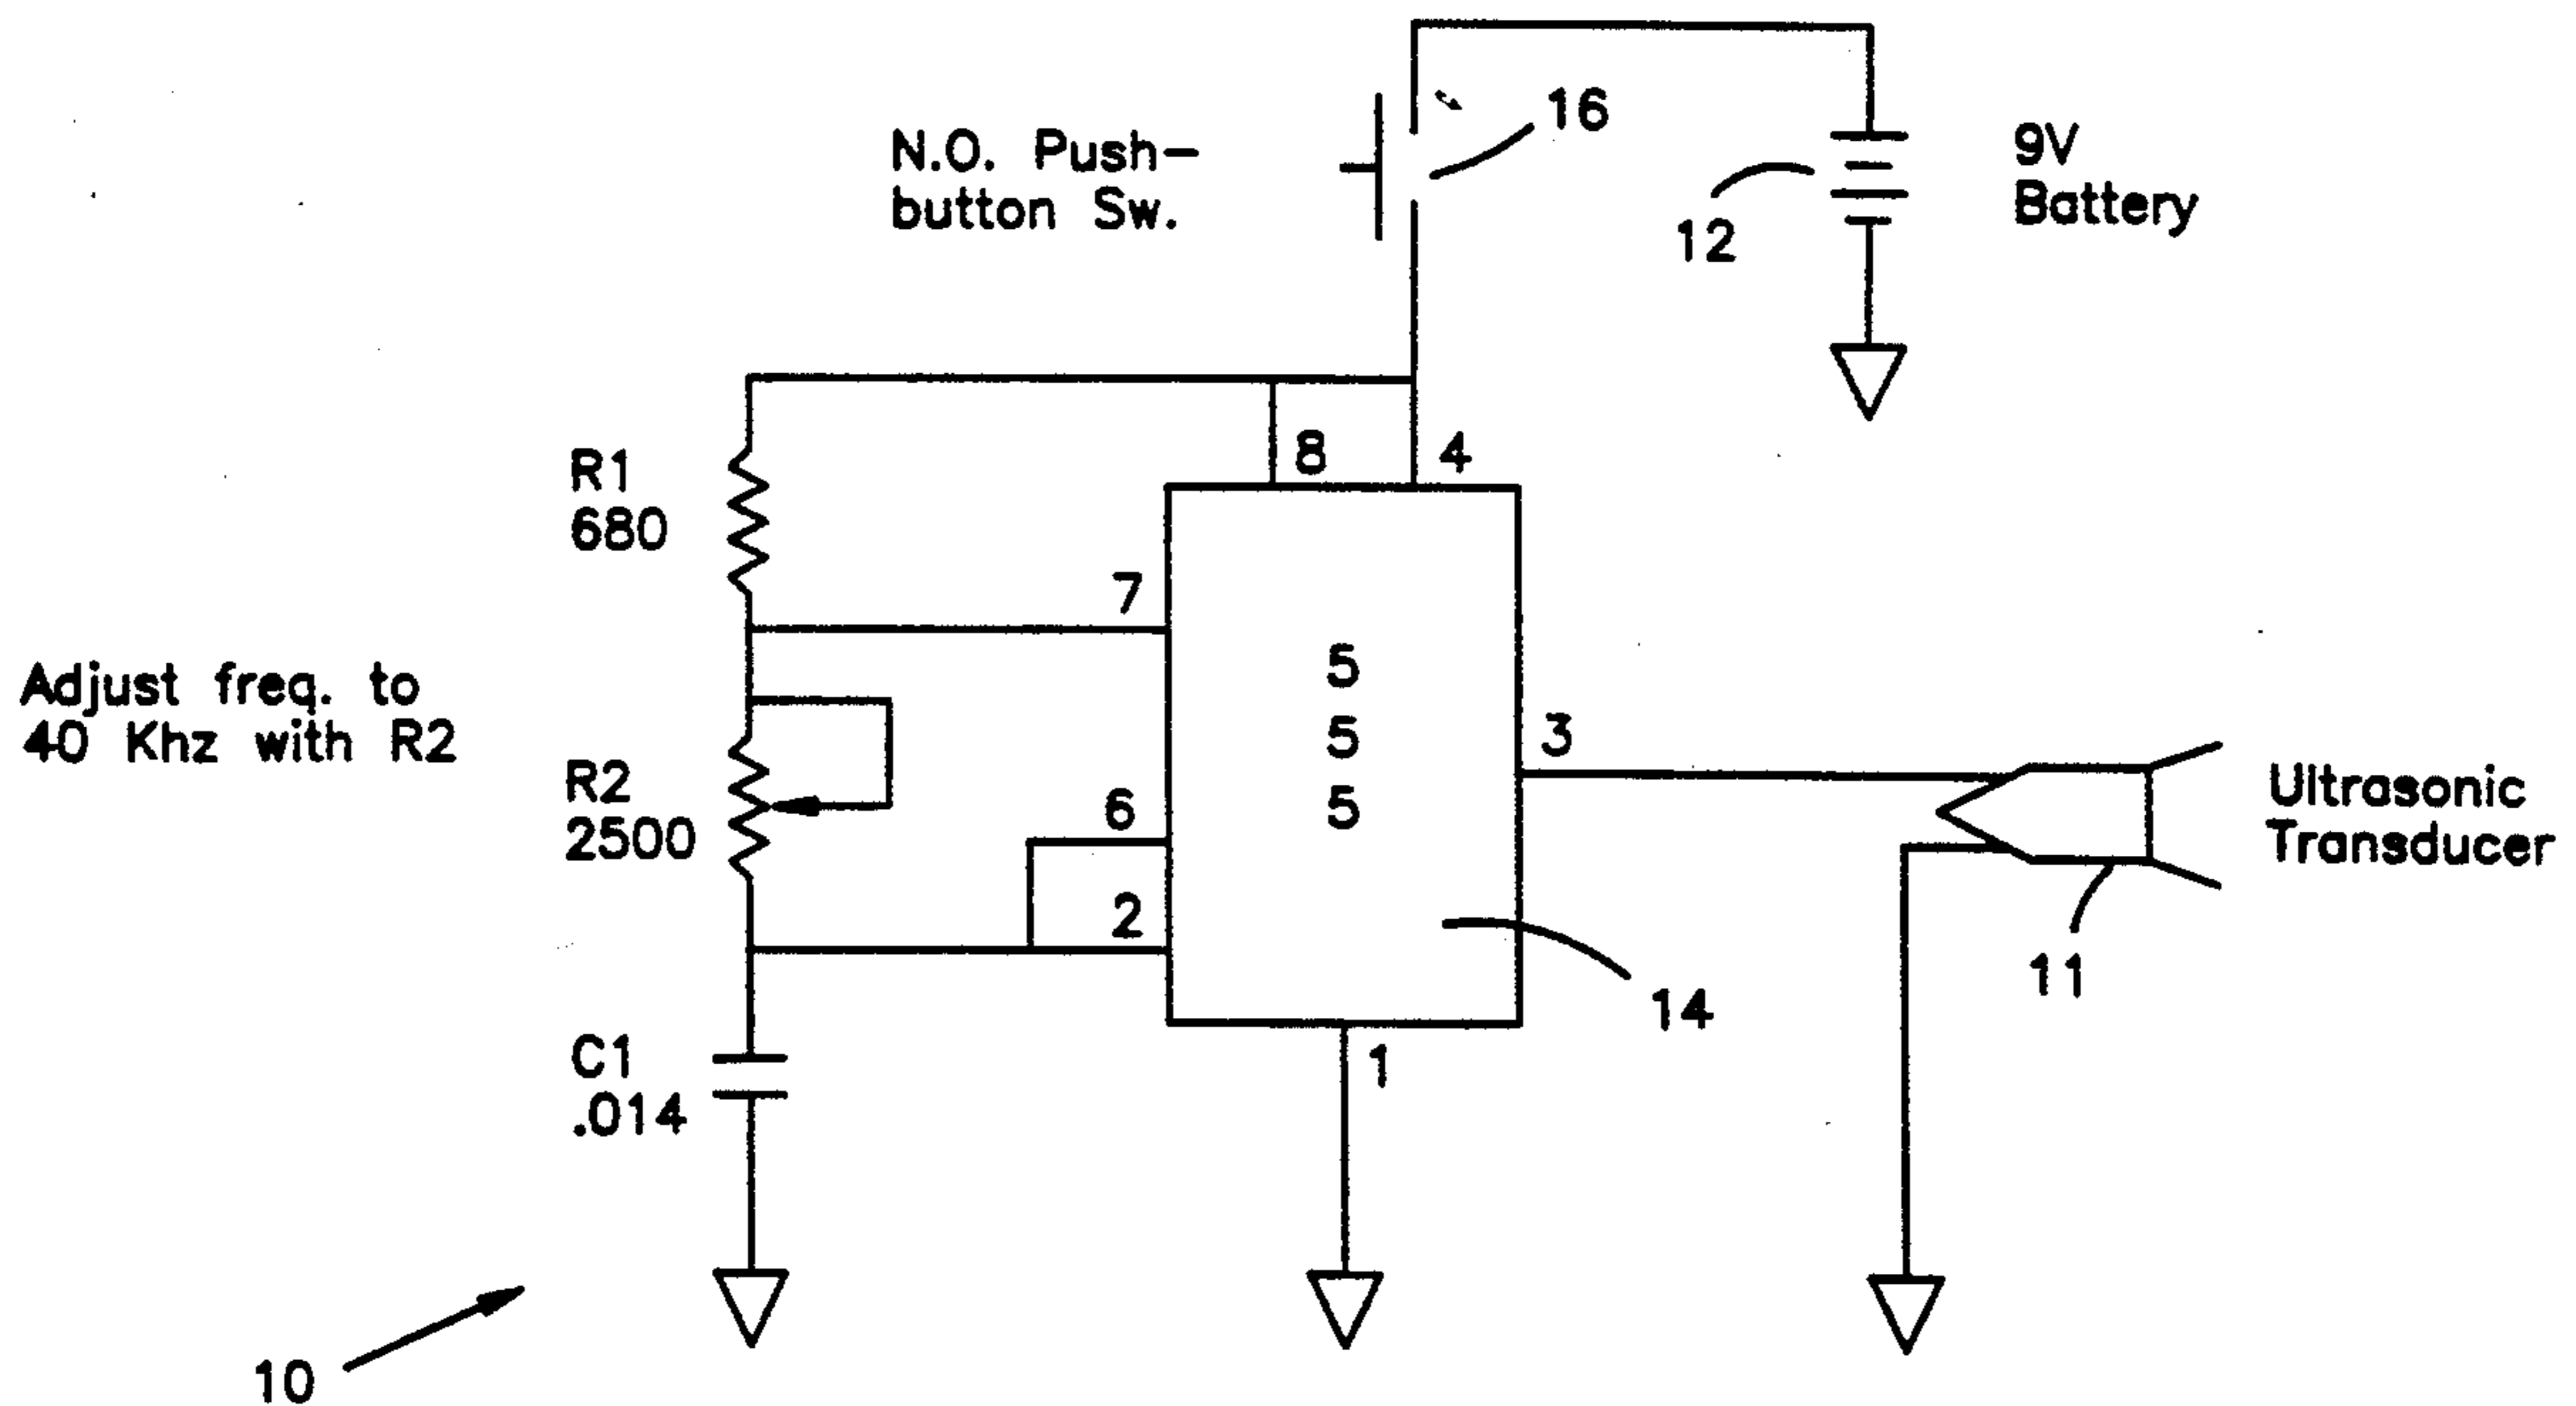 N.O. Push-
button Sw.
16
12
9V
Battery
R1
680
8
4
7
Adjust freq. to
40 Khz with R2
R2
2500
5
5
5
6
2
3
Ultrasonic
Transducer
11
14
C1
.014
1
10